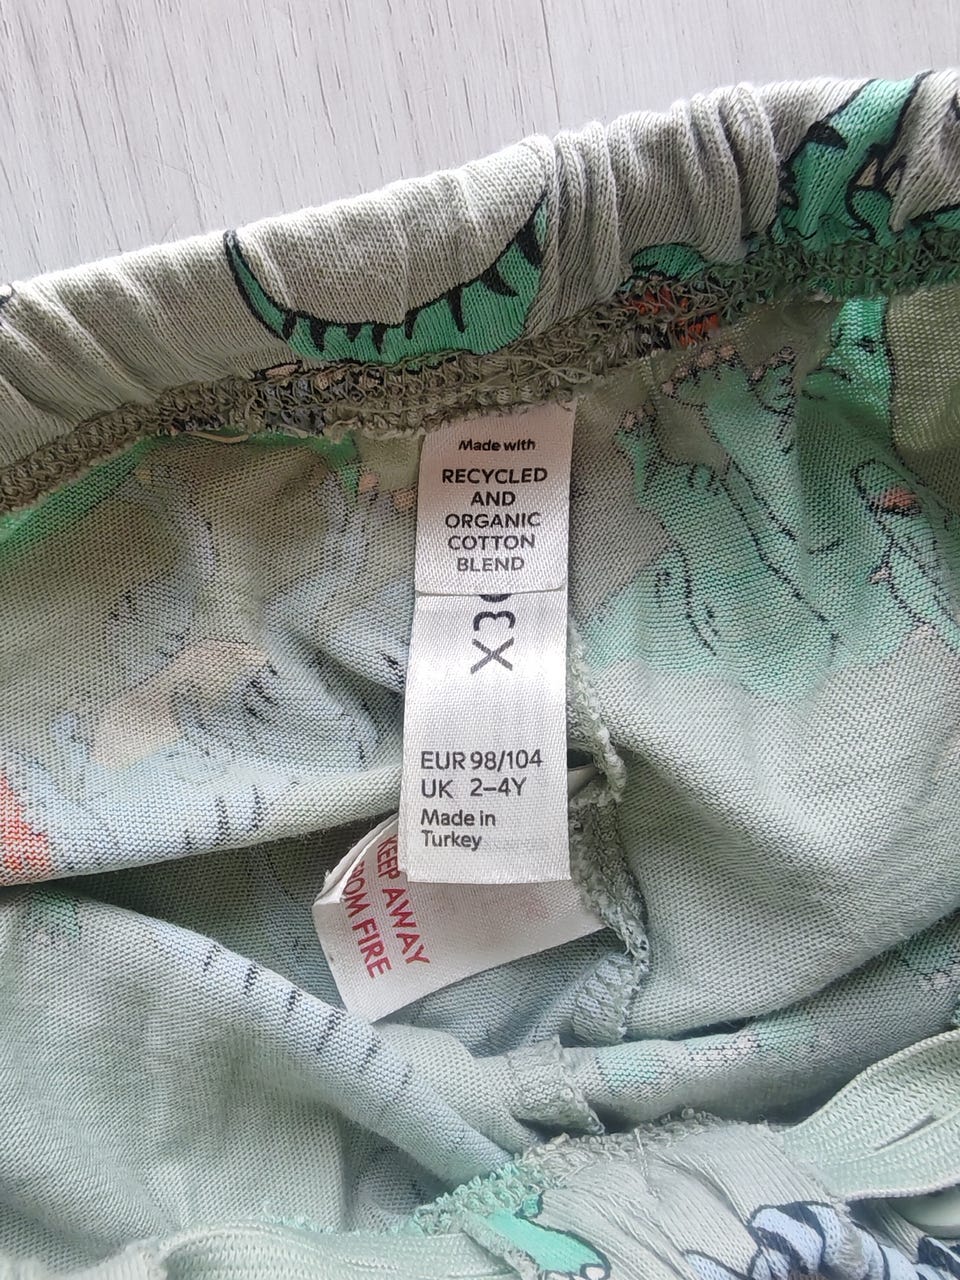 Made with
RECYCLED
AND
ORGANIC
COTTON
BLEND
EUR 98/104
UK 2–4Y
Made in
Turkey
KEEP AWAY
FROM FIRE